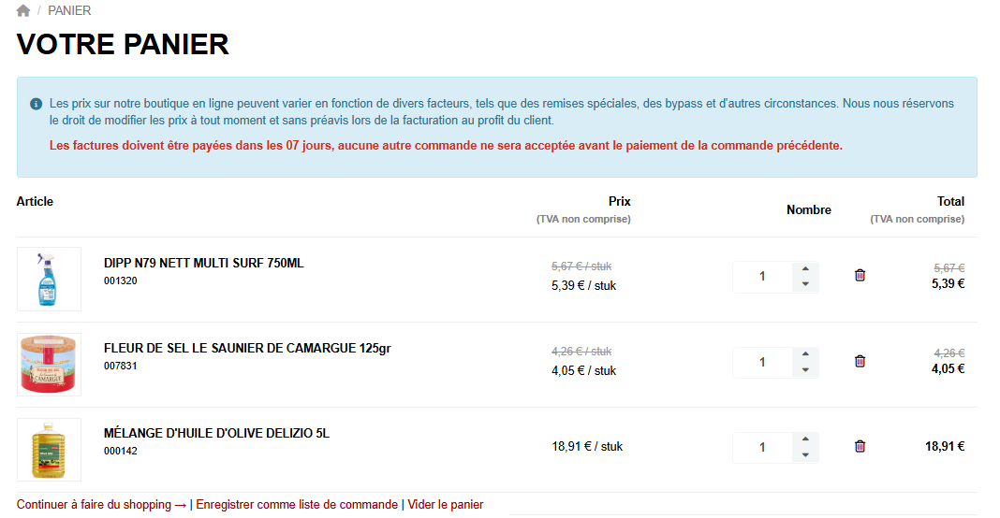 / PANIER
VOTRE PANIER
Les prix sur notre boutique en ligne peuvent varier en fonction de divers facteurs, tels que des remises spéciales, des bypass et d'autres circonstances. Nous nous réservons
le droit de modifier les prix à tout moment et sans préavis lors de la facturation au profit du client.
Les factures doivent être payées dans les 07 jours, aucune autre commande ne sera acceptée avant le paiement de la commande précédente.
Article Prix Nombre Total
(TVA non comprise) (TVA non comprise)
DIPP N79 NETT MULTI SURF 750ML
001320
5,67 € / stuk
5,39 € / stuk
1
5,67 €
5,39 €
FLEUR DE SEL LE SAUNIER DE CAMARGUE 125gr
007831
4,26 € / stuk
4,05 € / stuk
1
4,26 €
4,05 €
CAMARGUE
MÉLANGE D'HUILE D'OLIVE DELIZIO 5L
000142
18,91 € / stuk
1
18,91 €
Continuer à faire du shopping → | Enregistrer comme liste de commande | Vider le panier